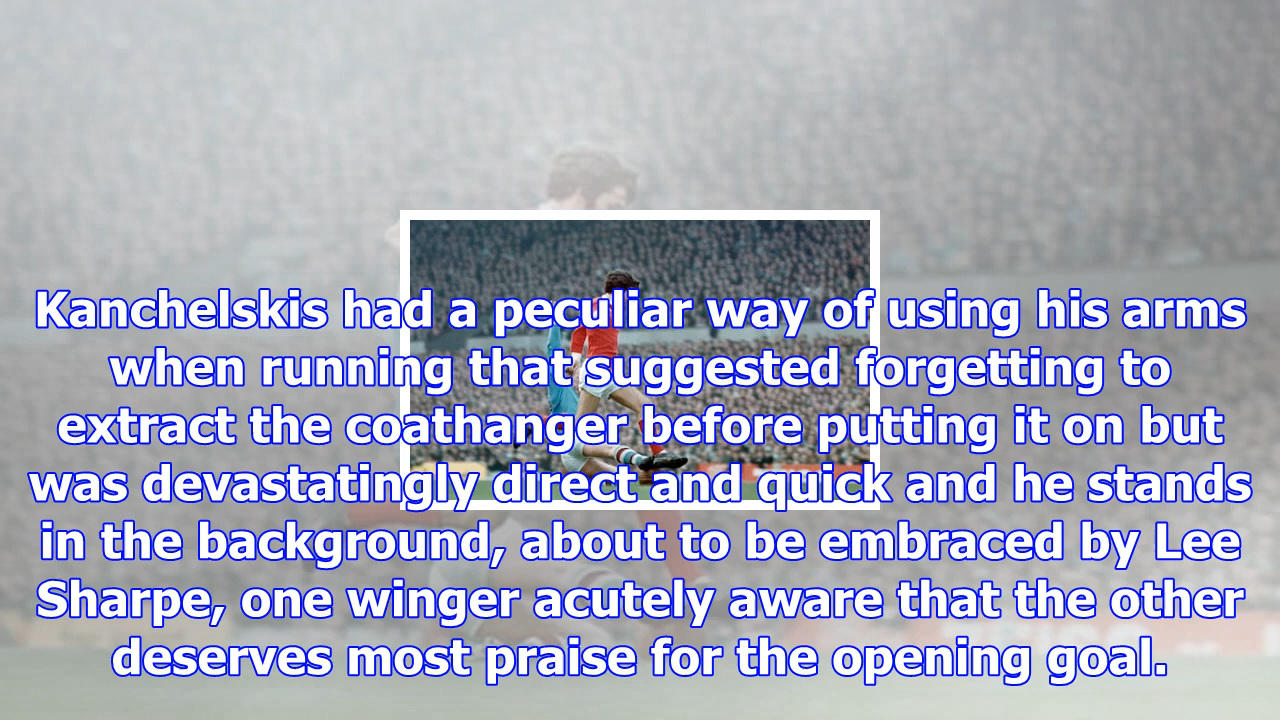 Kanchelskis had a peculiar way of using his arms
when running that suggested forgetting to
extract the coathanger before putting it on but
was devastatingly direct and quick and he stands
in the background, about to be embraced by Lee
Sharpe, one winger acutely aware that the other
deserves most praise for the opening goal.